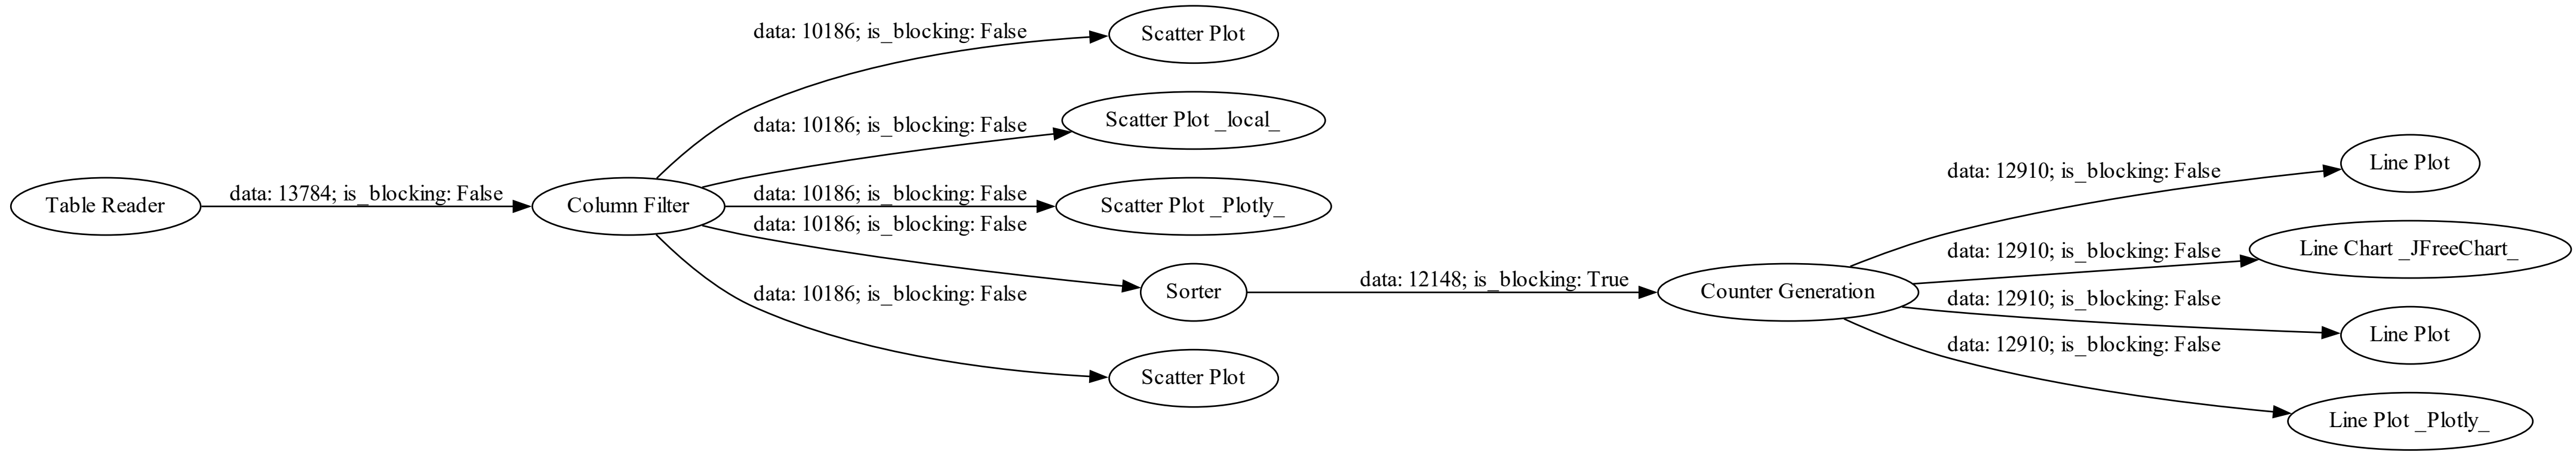 Table Reader
data: 13784; is_blocking: False
Column Filter
data: 10186; is_blocking: False
Scatter Plot
data: 10186; is_blocking: False
Scatter Plot _local_
data: 10186; is_blocking: False
Scatter Plot _Plotly_
data: 10186; is_blocking: False
Sorter
data: 10186; is_blocking: False
Scatter Plot
data: 12148; is_blocking: True
Counter Generation
data: 12910; is_blocking: False
Line Plot
data: 12910; is_blocking: False
Line Chart _JFreeChart_
data: 12910; is_blocking: False
Line Plot
data: 12910; is_blocking: False
Line Plot _Plotly_